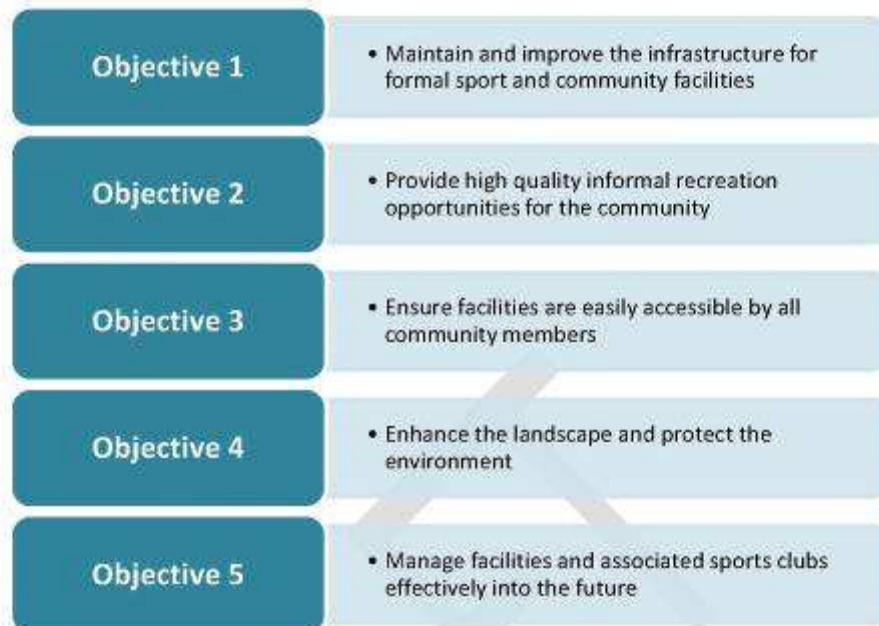 Objective 1
• Maintain and improve the infrastructure for
formal sport and community facilities
Objective 2
• Provide high quality informal recreation
opportunities for the community
Objective 3
• Ensure facilities are easily accessible by all
community members
Objective 4
• Enhance the landscape and protect the
environment
Objective 5
• Manage facilities and associated sports clubs
effectively into the future